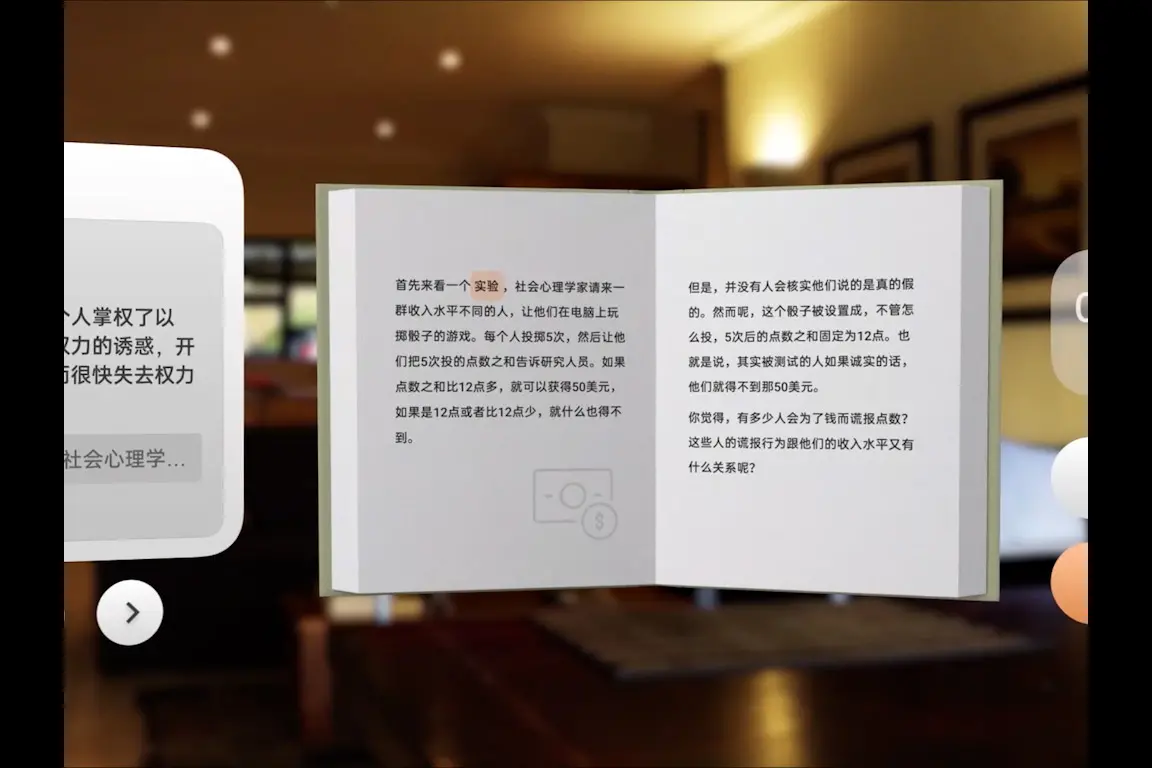 人掌权了以
力的诱惑，开
很快失去权力
社会心理学...
首先来看一个实验，社会心理学家请来一
群收入水平不同的人，让他们在电脑上玩
掷骰子的游戏。每个人投掷5次，然后让他
们把5次投的点数之和告诉研究人员。如果
点数之和比12点多，就可以获得50美元，
如果是12点或者比12点少，就什么也得不
到。
但是，并没有人会核实他们说的是真的假
的。然而呢，这个骰子被设置成，不管怎
么投，5次后的点数之和固定为12点。也
就是说，其实被测试的人如果诚实的话，
他们就得不到那50美元。
你觉得，有多少人会为了钱而谎报点数？
这些人的谎报行为跟他们的收入水平又有
什么关系呢？